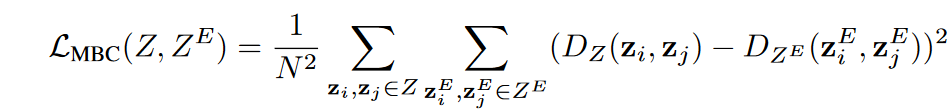 $$\mathcal{L}_{\text{MBC}}(Z, Z^E) = \frac{1}{N^2} \sum_{\mathbf{z}_i, \mathbf{z}_j \in Z} \sum_{\mathbf{z}_i^E, \mathbf{z}_j^E \in Z^E} (D_Z(\mathbf{z}_i, \mathbf{z}_j) - D_{Z^E}(\mathbf{z}_i^E, \mathbf{z}_j^E))^2$$